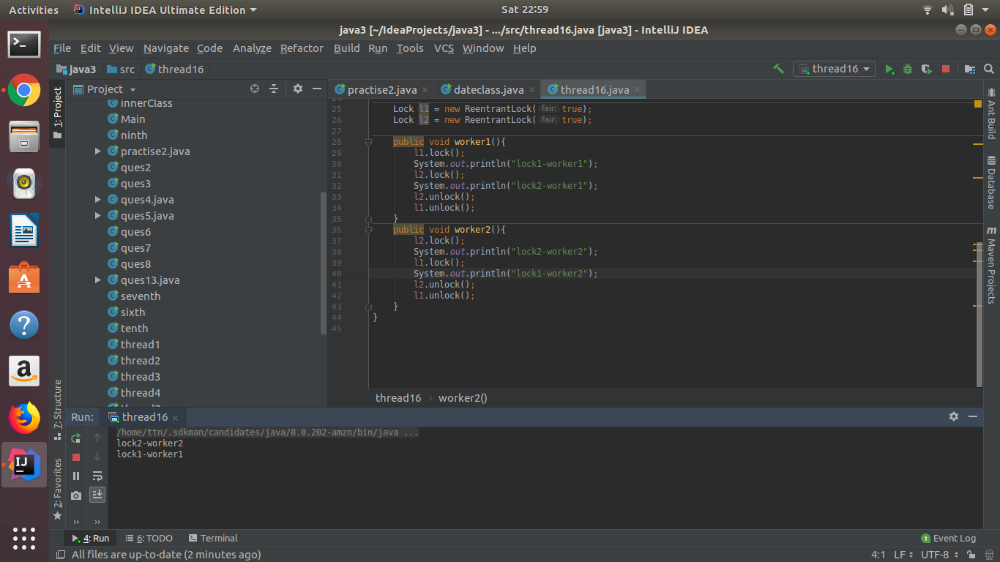 Activities IntelliJ IDEA Ultimate Edition Sat 22:59
java3 [~/IdeaProjects/java3] - .../src/thread16.java [java3] - IntelliJ IDEA
File Edit View Navigate Code Analyze Refactor Build Run Tools VCS Window Help
java3 src thread16 thread16
Project
practise2.java dateclass.java thread16.java
1: Project
7: Structure
2: Favorites
innerClass
Main
ninth
practise2.java
ques2
ques3
ques4.java
ques5.java
ques6
ques7
ques8
ques13.java
seventh
sixth
tenth
thread1
thread2
thread3
thread4
25 Lock l1 = new ReentrantLock( fair: true);
26 Lock l2 = new ReentrantLock( fair: true);
27
28 public void worker1(){
29 l1.lock();
30 System.out.println("lock1-worker1");
31 l2.lock();
32 System.out.println("lock2-worker1");
33 l2.unlock();
34 l1.unlock();
35 }
36 public void worker2(){
37 l2.lock();
38 System.out.println("lock2-worker2");
39 l1.lock();
40 System.out.println("lock1-worker2");
41 l2.unlock();
42 l1.unlock();
43 }
44 }
45
thread16 worker2()
Ant Build
Database
m Maven Projects
Run: thread16
/home/ttn/.sdkman/candidates/java/8.0.202-amzn/bin/java ...
lock2-worker2
lock1-worker1
4: Run 6: TODO Terminal 1 Event Log
All files are up-to-date (2 minutes ago) 4:1 LF UTF-8